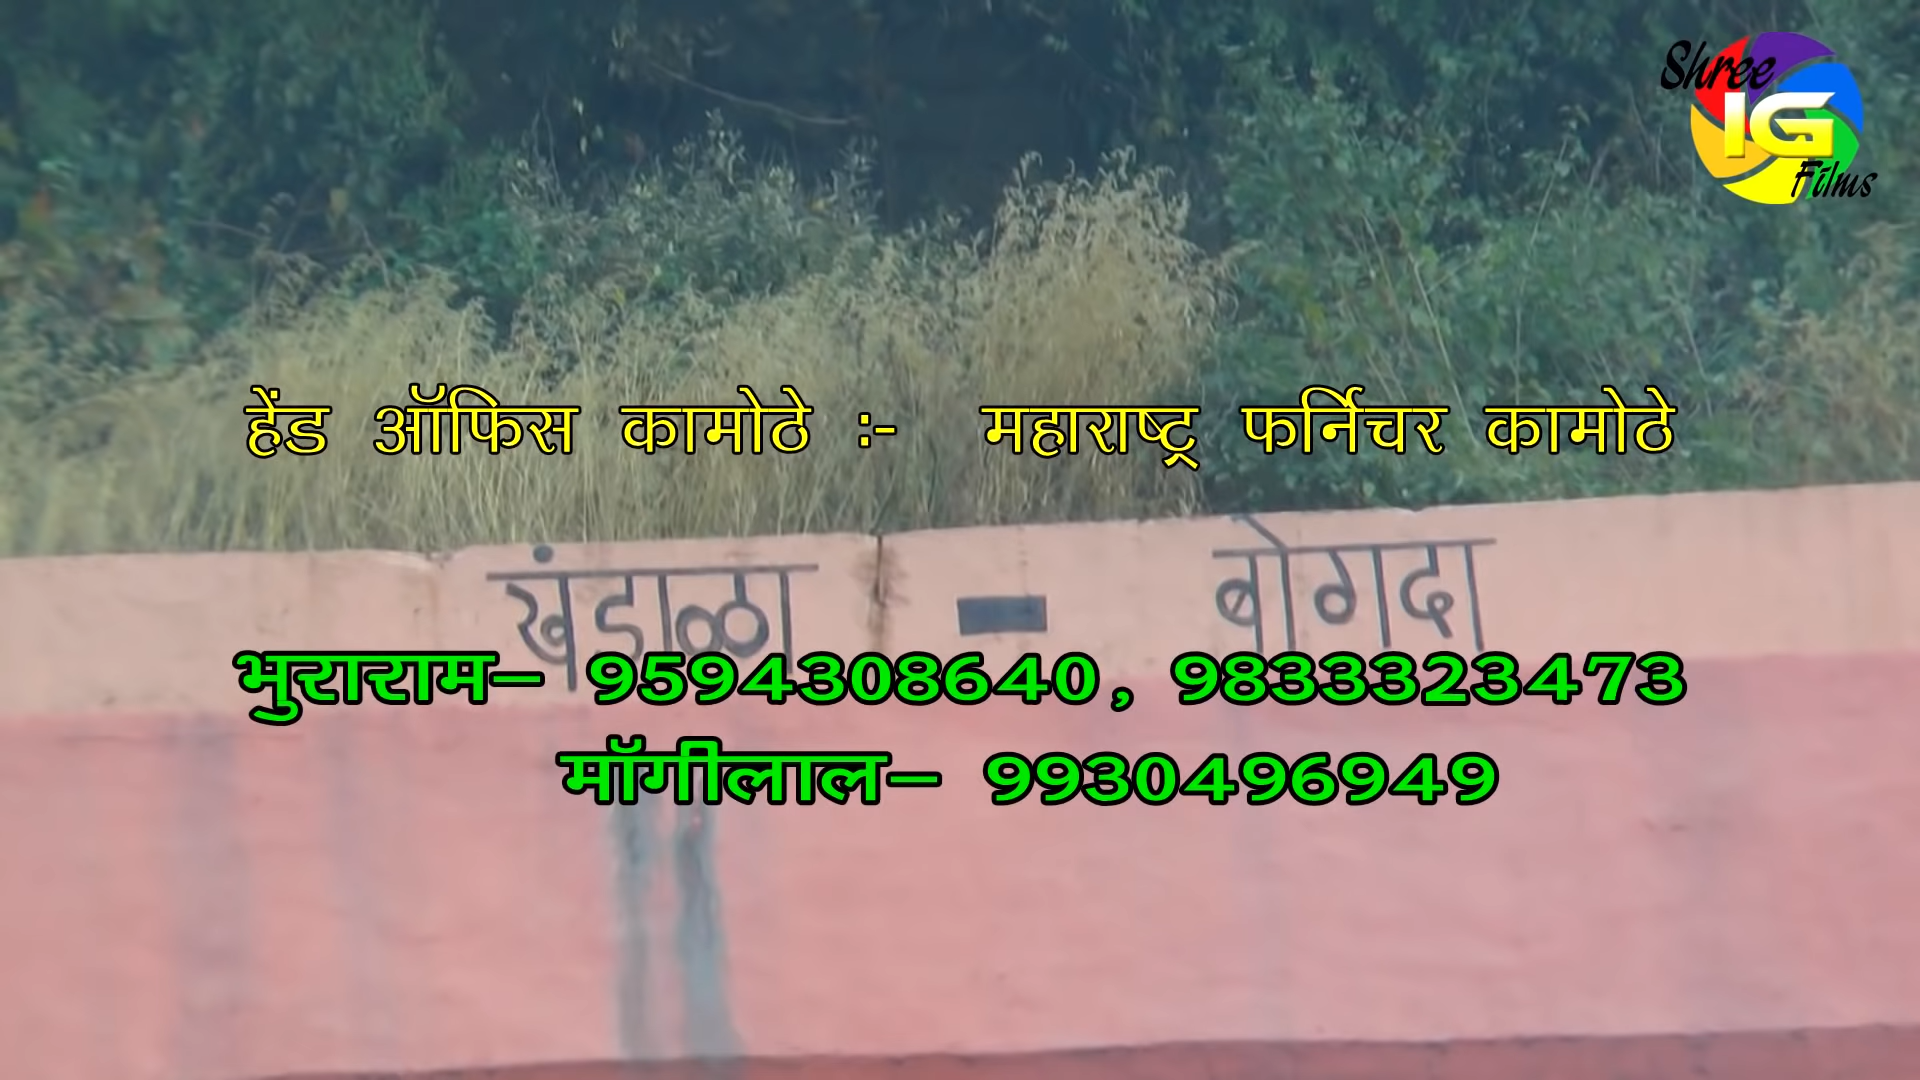 Shree
IG
Films
हेंड ऑफिस कामोठे :- महाराष्ट्र फर्निचर कामोठे
खंडाळा - बोगदा
भुराराम- 9594308640, 9833323473
मॉगीलाल- 9930496949